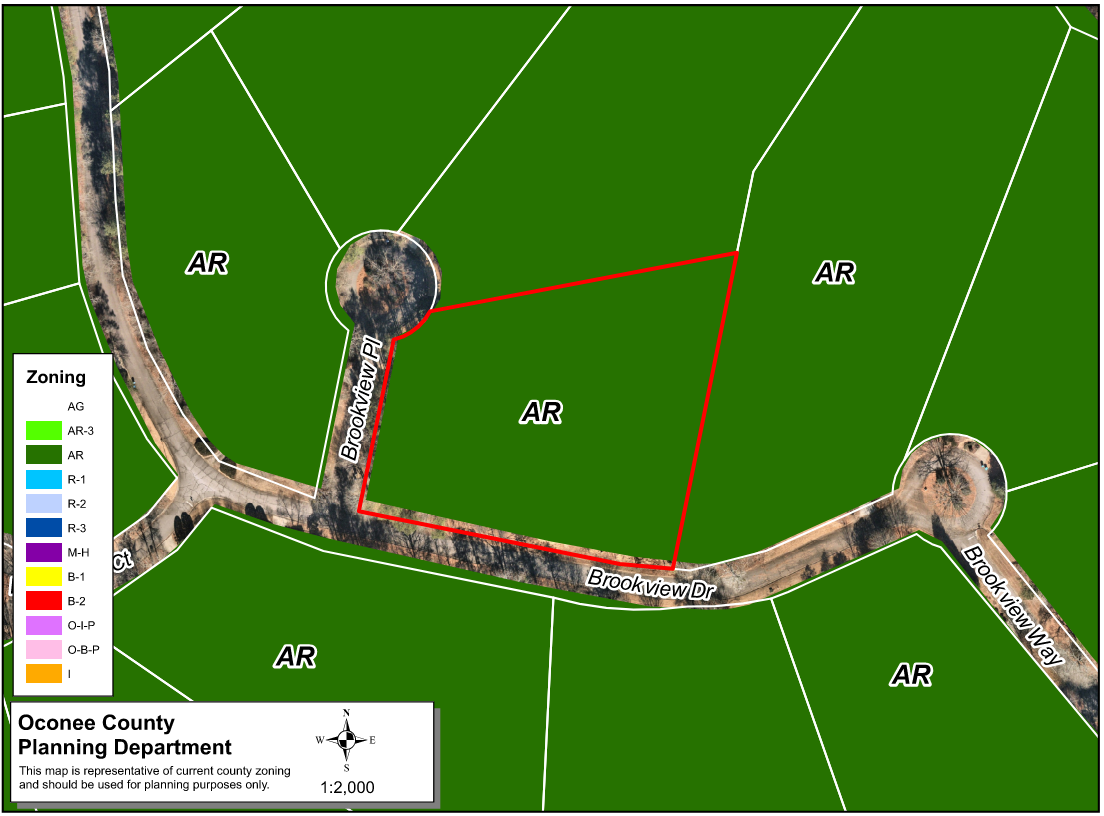 AR
AR
Brookview Pl
AR
Zoning
AG
AR-3
AR
R-1
R-2
R-3
M-H
B-1
B-2
O-I-P
O-B-P
I
Ct
Brookview Dr
Brookview Way
AR
AR
Oconee County
Planning Department
This map is representative of current county zoning
and should be used for planning purposes only.
N
W E
S
1:2,000